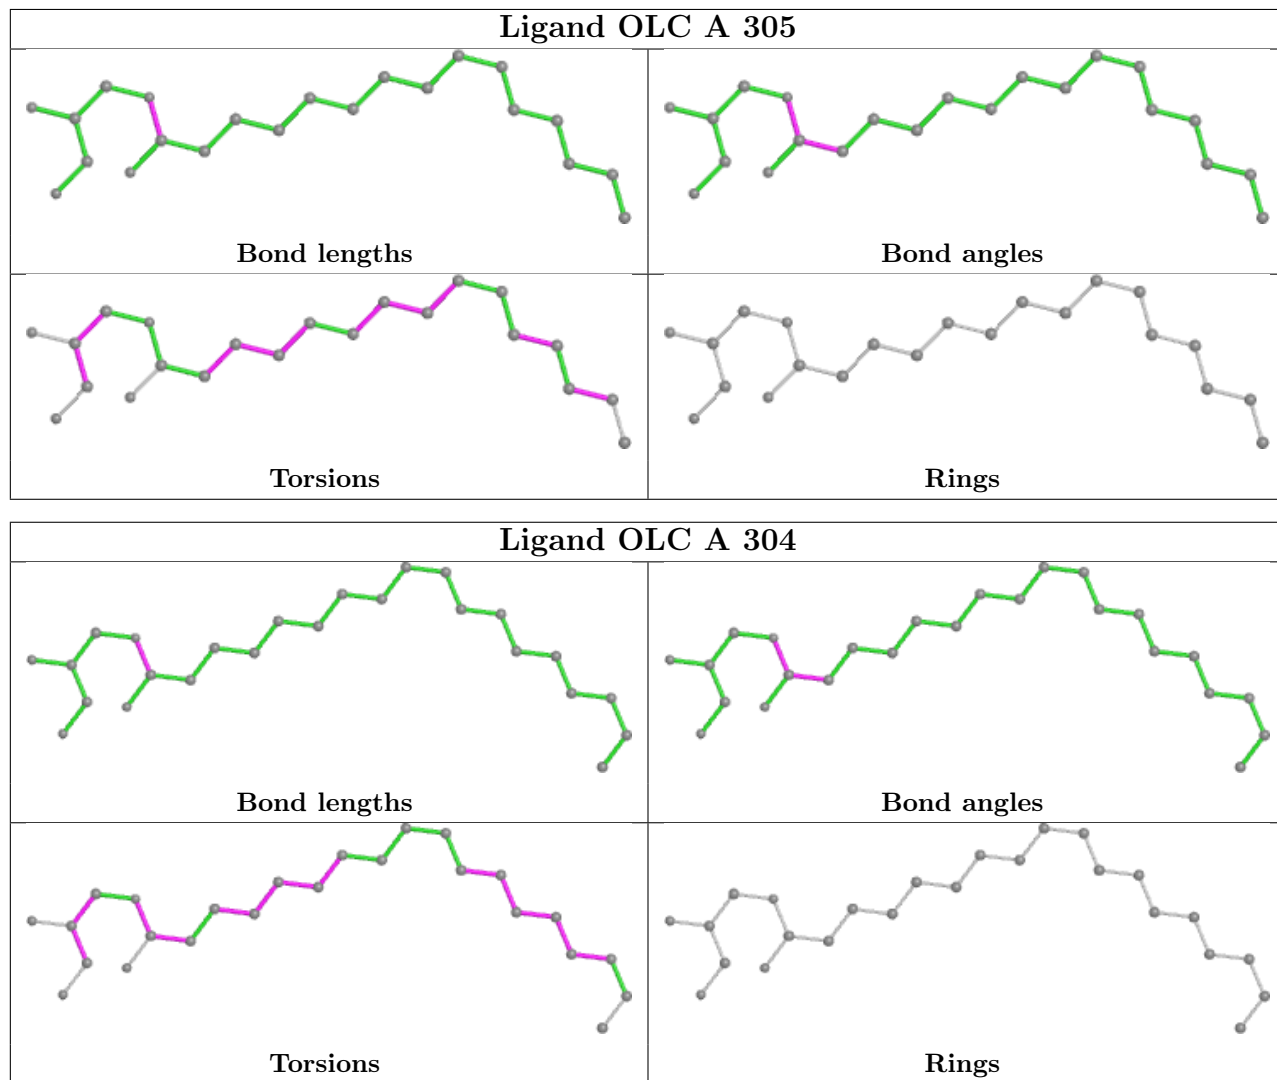 Ligand OLC A 305
Bond lengths
Bond angles
Torsions
Rings
Ligand OLC A 304
Bond lengths
Bond angles
Torsions
Rings